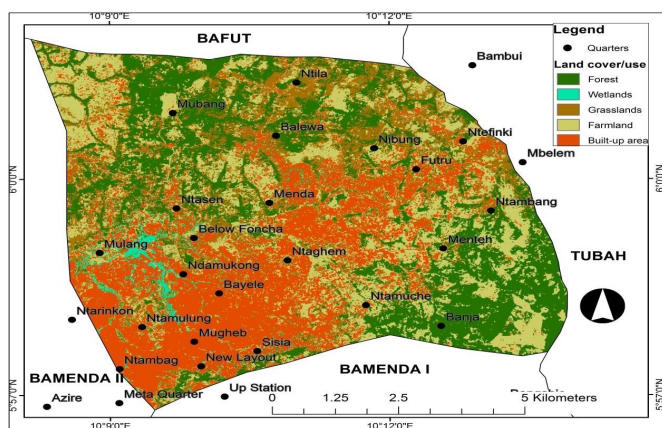 10°9'0"E
10°12'0"E
BAFUT
Legend
Quarters
Land cover/use
Forest
Wetlands
Grasslands
Farmland
Built-up area
Bambui
Ntila
Mubang
Balewa
Nibung
Ntefinki
Mbelem
Futru
6°0'0"N
6°0'0"N
Ntasen
Menda
Ntambang
Below Foncha
Mulang
Ntaghem
Menteh
TUBAH
Ndamukong
Bayele
Ntarinkon
Ntamulung
Ntamuche
Banja
Mugheb
Sisia
Ntambag
New Layout
BAMENDA I
BAMENDA II
Meta Quarter
Up Station
Azire
5°57'0"N
5°57'0"N
0 1.25 2.5 5 Kilometers
10°9'0"E
10°12'0"E